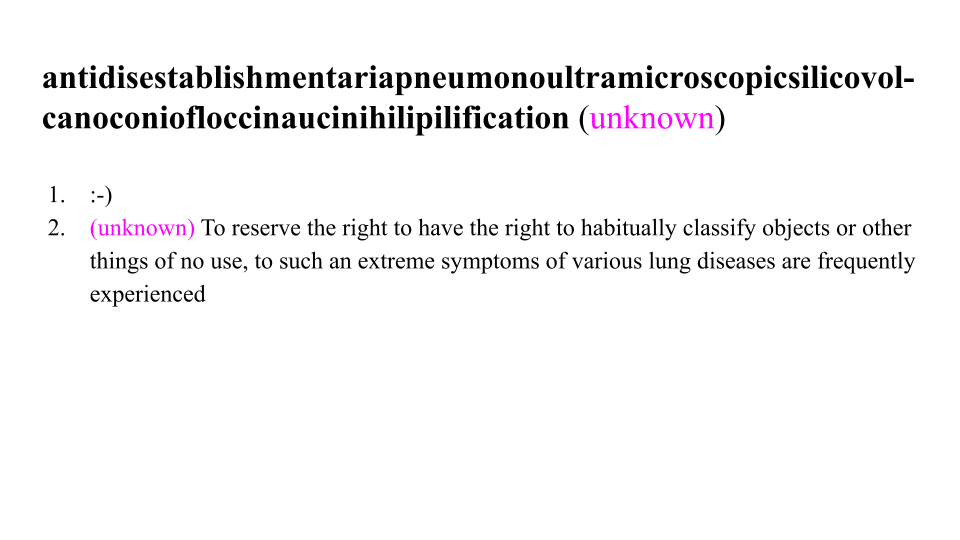 antidisestablishmentariapneumonoultramicroscopicsilicovol-
canoconiofloccinaucinihilipilification (unknown)
1. :-)
2. (unknown) To reserve the right to have the right to habitually classify objects or other
things of no use, to such an extreme symptoms of various lung diseases are frequently
experienced